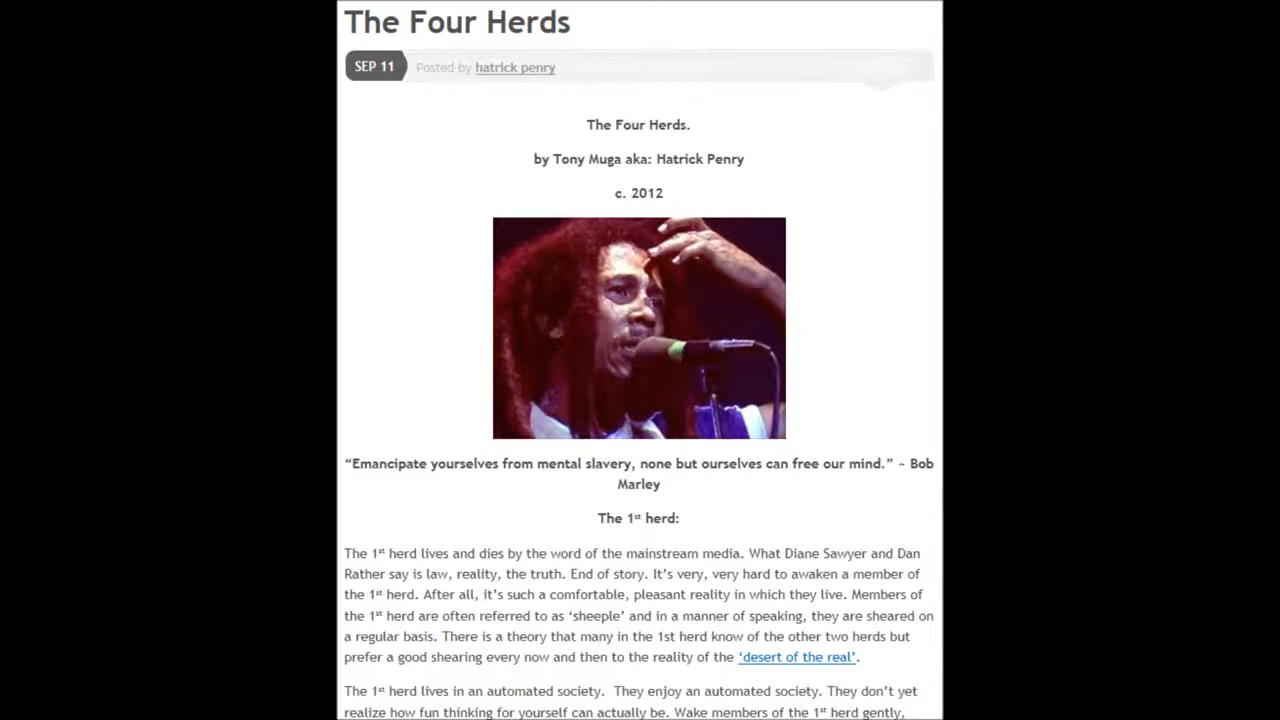 The Four Herds
SEP 11 Posted by hatrick penry
The Four Herds.
by Tony Muga aka: Hatrick Penry
c. 2012
“Emancipate yourselves from mental slavery, none but ourselves can free our mind.” ~ Bob
Marley
The 1st herd:
The 1st herd lives and dies by the word of the mainstream media. What Diane Sawyer and Dan
Rather say is law, reality, the truth. End of story. It’s very, very hard to awaken a member of
the 1st herd. After all, it’s such a comfortable, pleasant reality in which they live. Members of
the 1st herd are often referred to as ‘sheeple’ and in a manner of speaking, they are sheared on
a regular basis. There is a theory that many in the 1st herd know of the other two herds but
prefer a good shearing every now and then to the reality of the ‘desert of the real’.
The 1st herd lives in an automated society.  They enjoy an automated society. They don’t yet
realize how fun thinking for yourself can actually be. Wake members of the 1st herd gently,